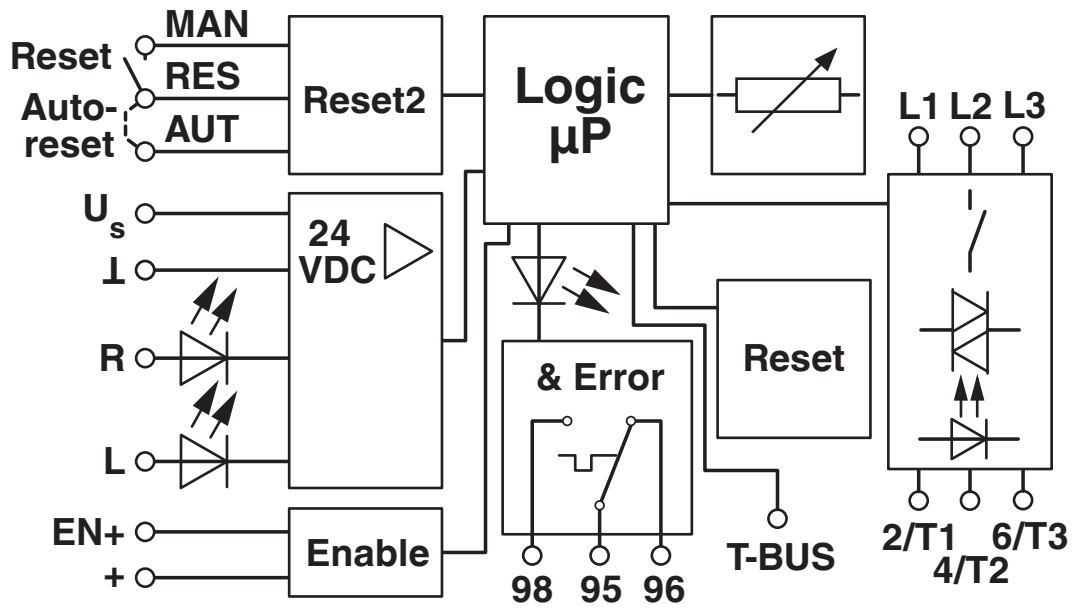 MAN
Reset
RES
Auto-
reset
AUT
Reset2
Logic
µP
L1 L2 L3
Us
⊥
24
VDC
R
L
& Error
Reset
EN+
+
Enable
98 95 96
T-BUS
2/T1 6/T3
4/T2